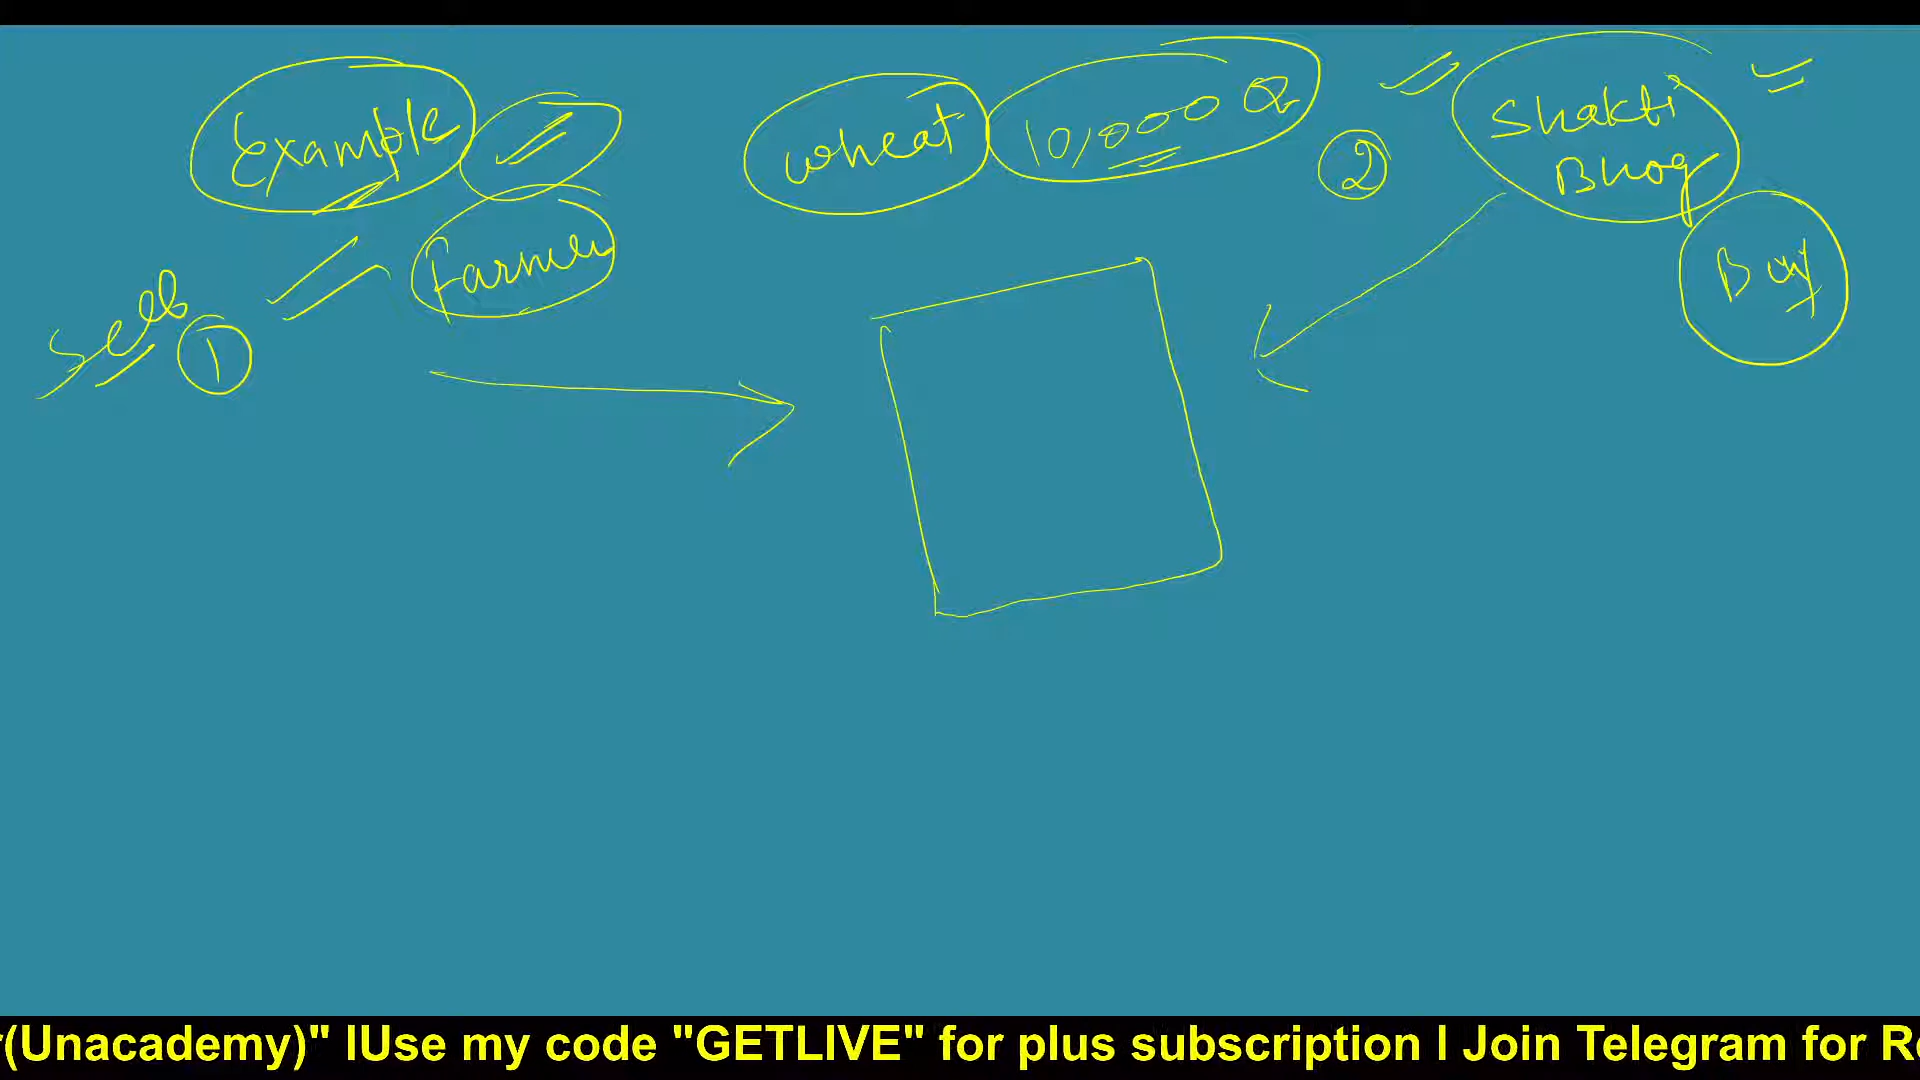 Example
wheat 10,000 Q
Shakti
Bhog
②
Farmer
Buy
Sell
①
r(Unacademy)" lUse my code "GETLIVE" for plus subscription l Join Telegram for Re